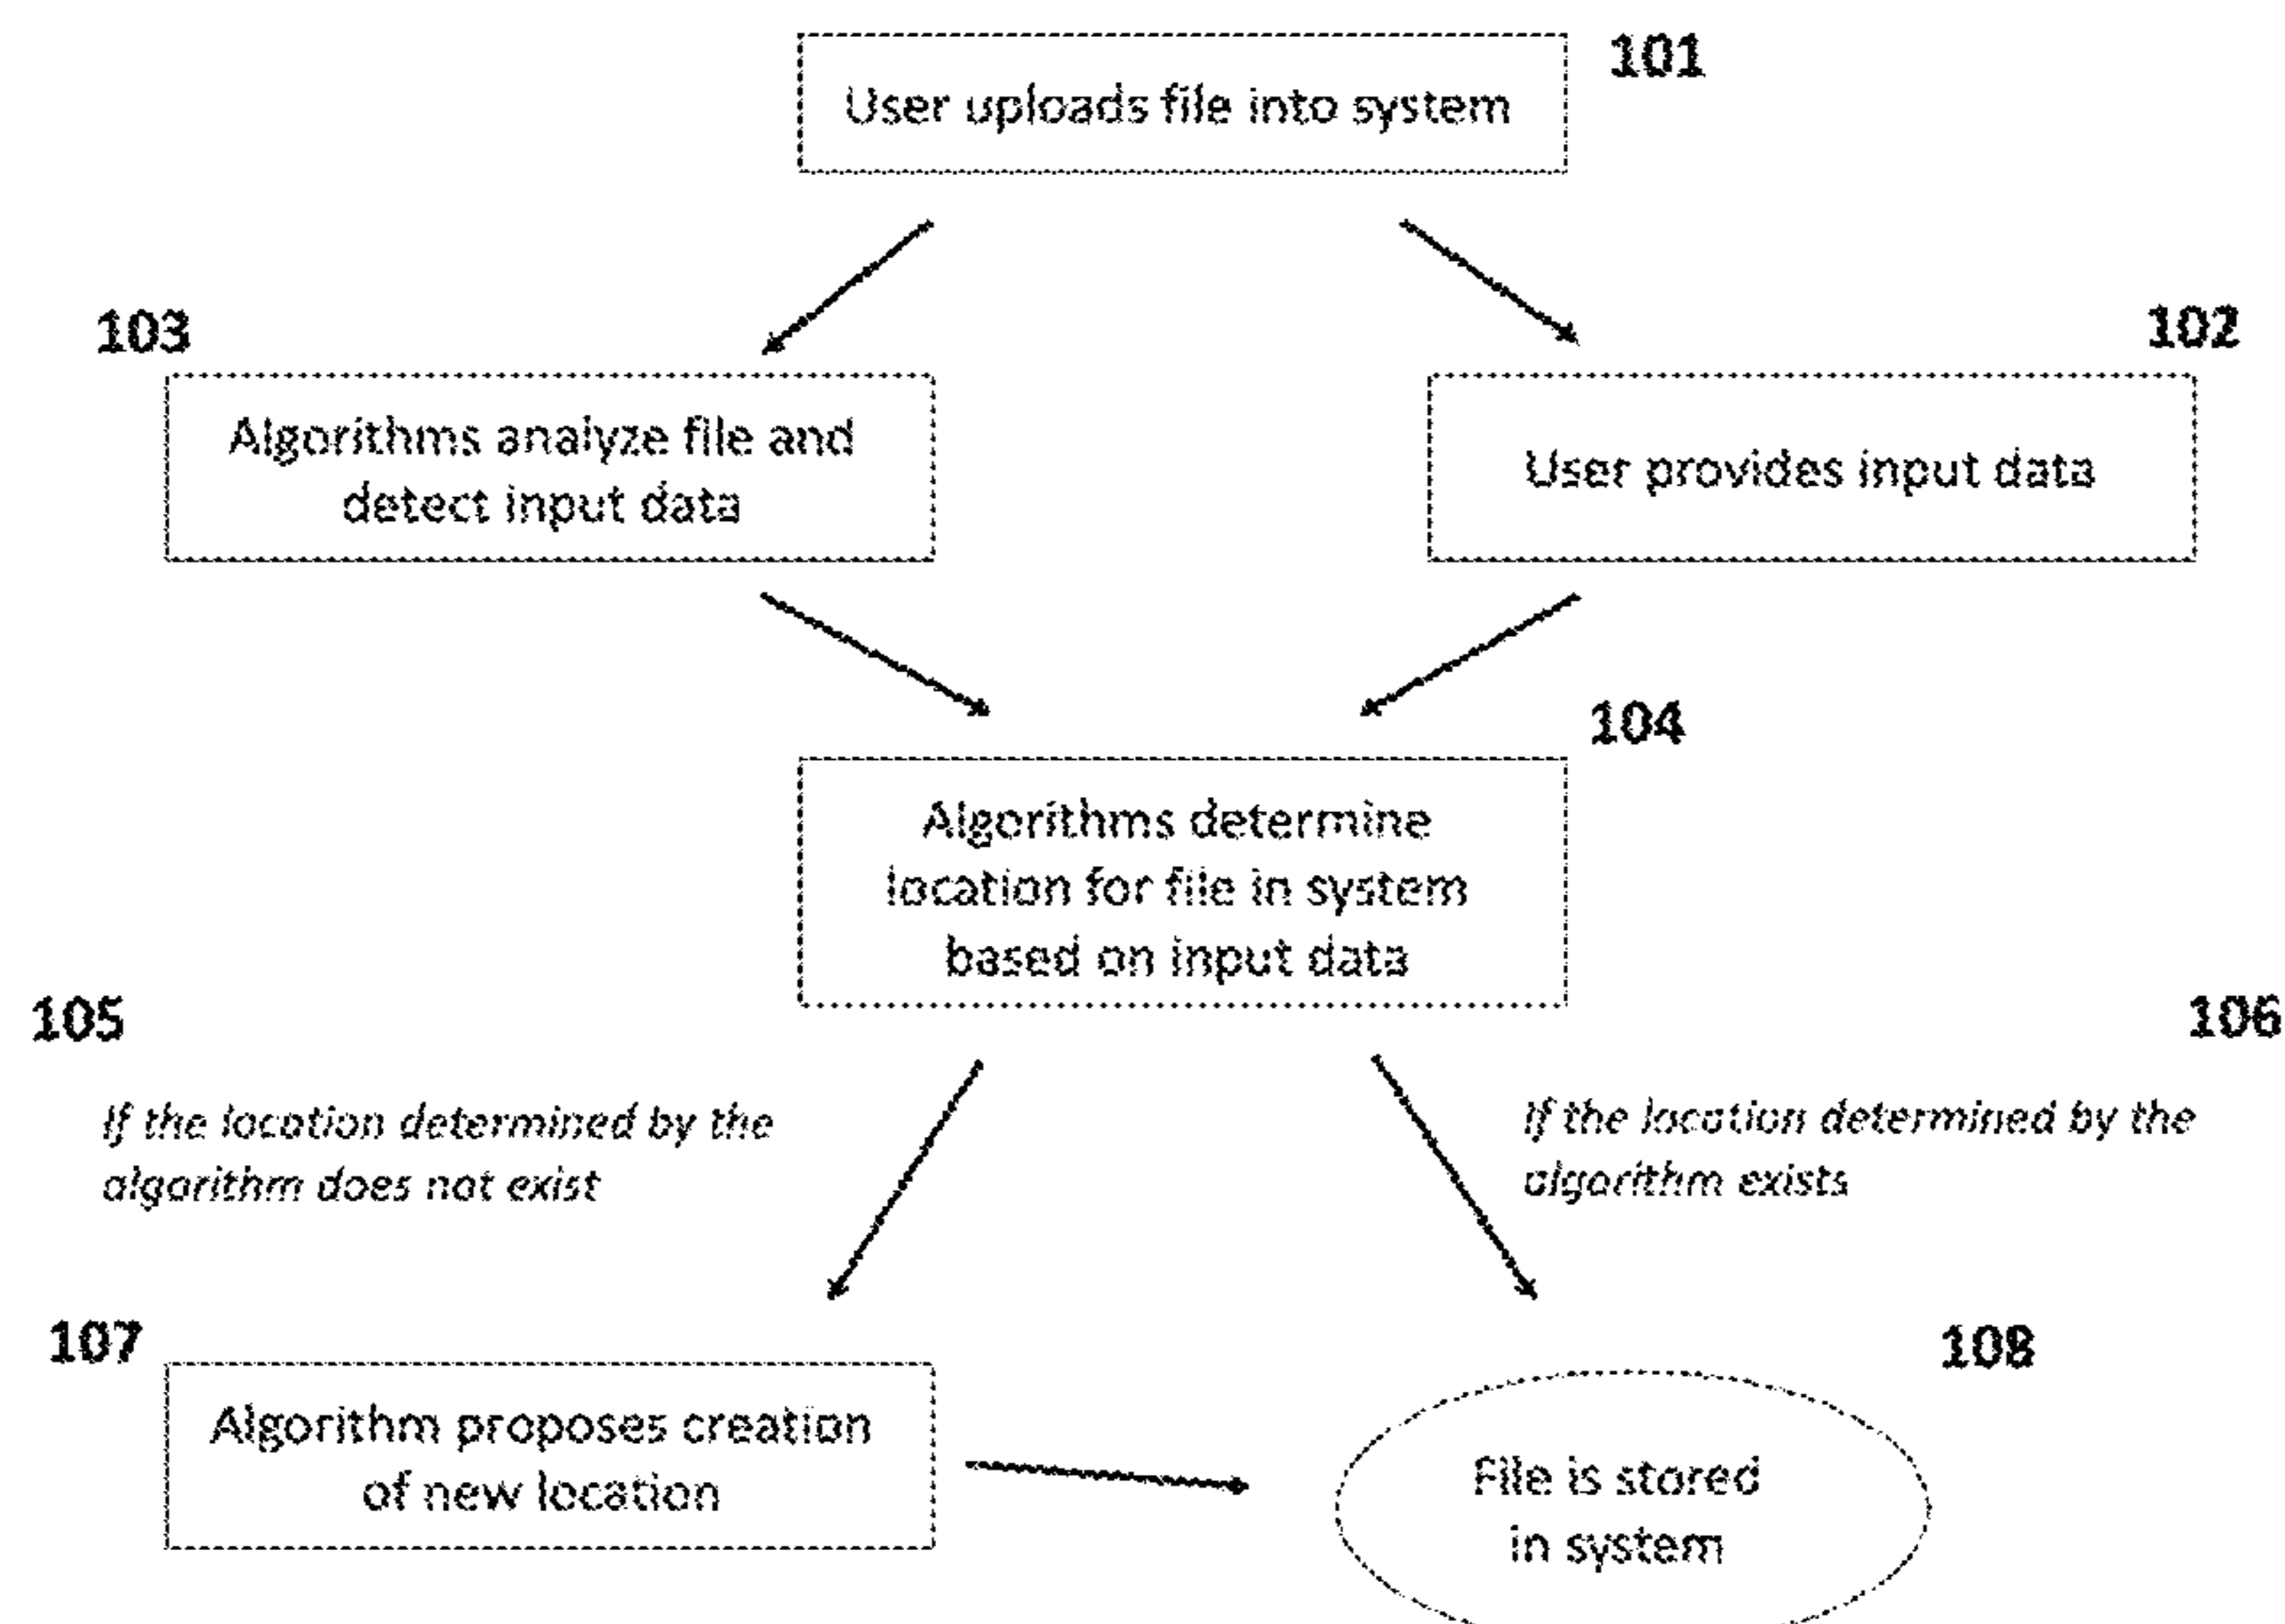 101
User uploads file into system
103
102
Algorithms analyze file and
detect input data
User provides input data
104
Algorithms determine
location for file in system
based on input data
105
106
If the location determined by the
algorithm does not exist
If the location determined by the
algorithm exists
107
108
Algorithm proposes creation
of new location
File is stored
in system